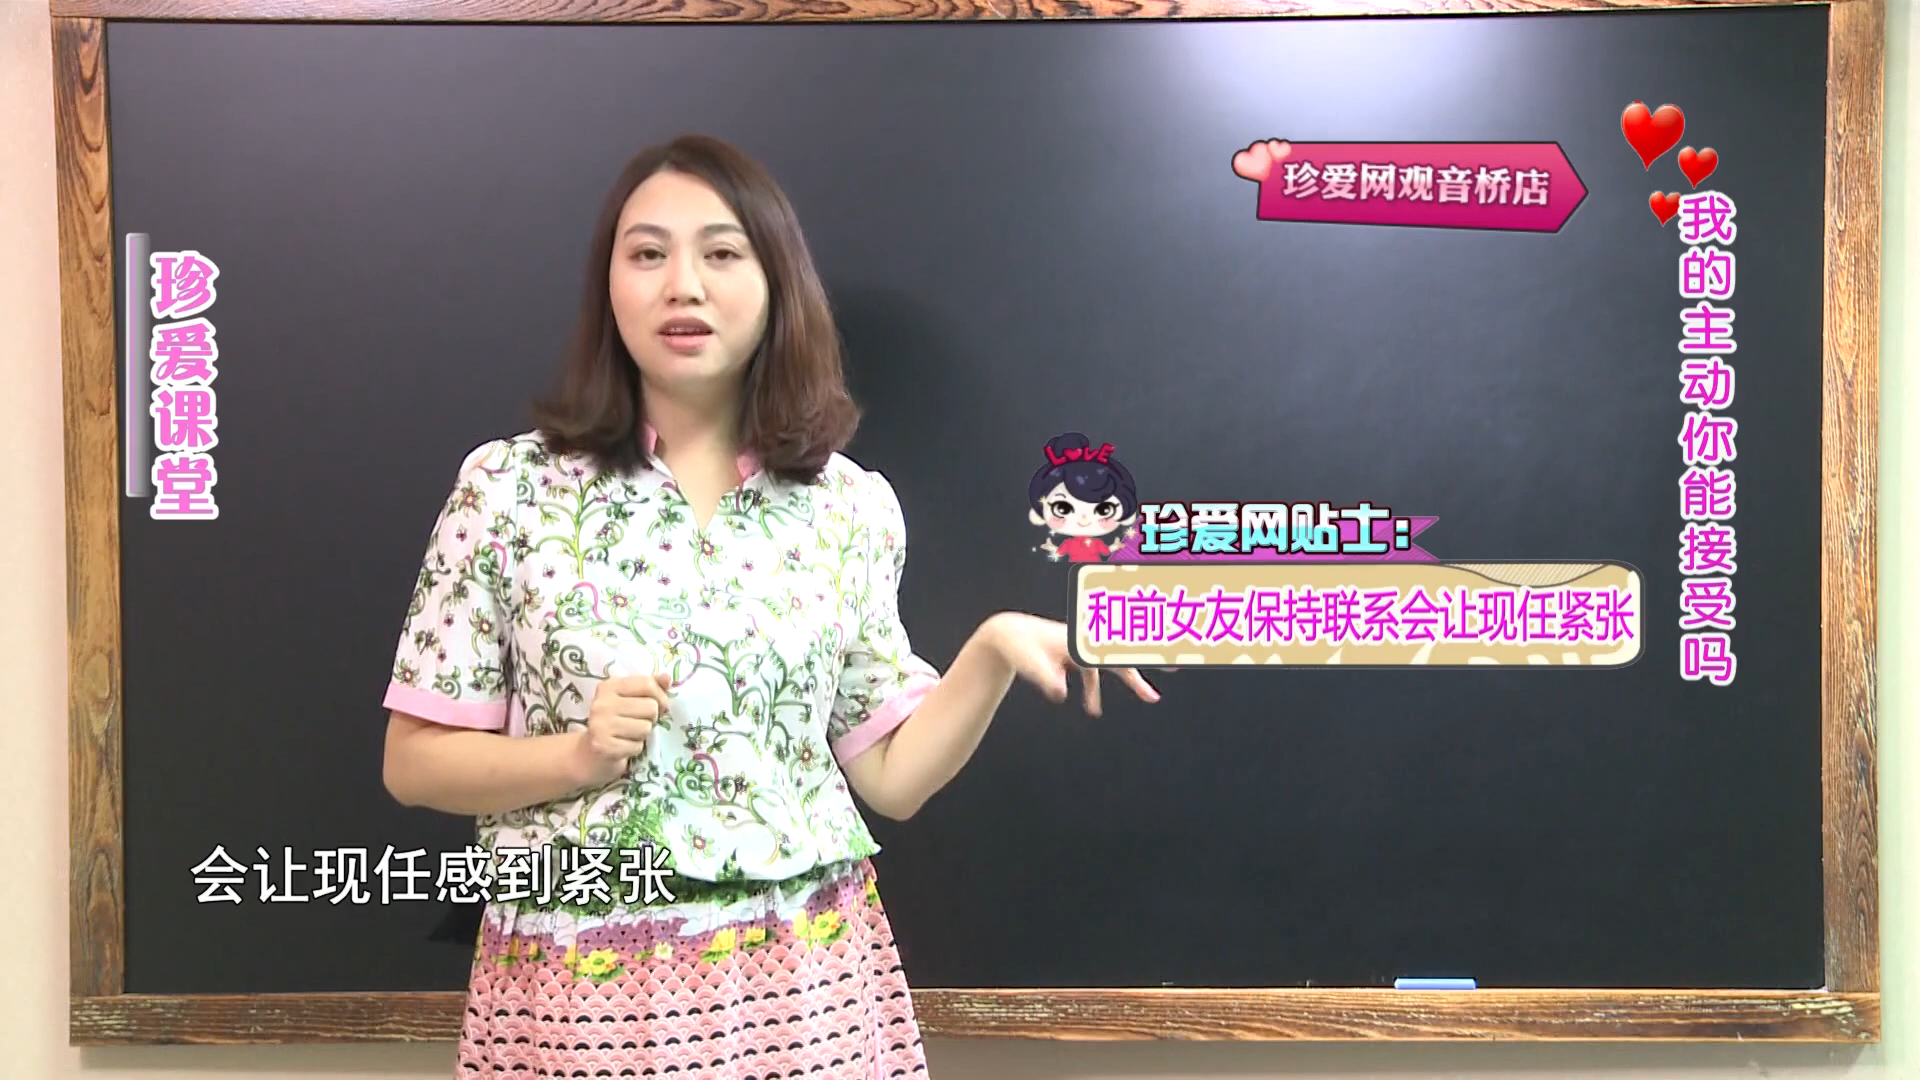 珍爱网观音桥店
我的主动你能接受吗
珍爱课堂
LOVE
珍爱网贴士：
和前女友保持联系会让现任紧张
会让现任感到紧张